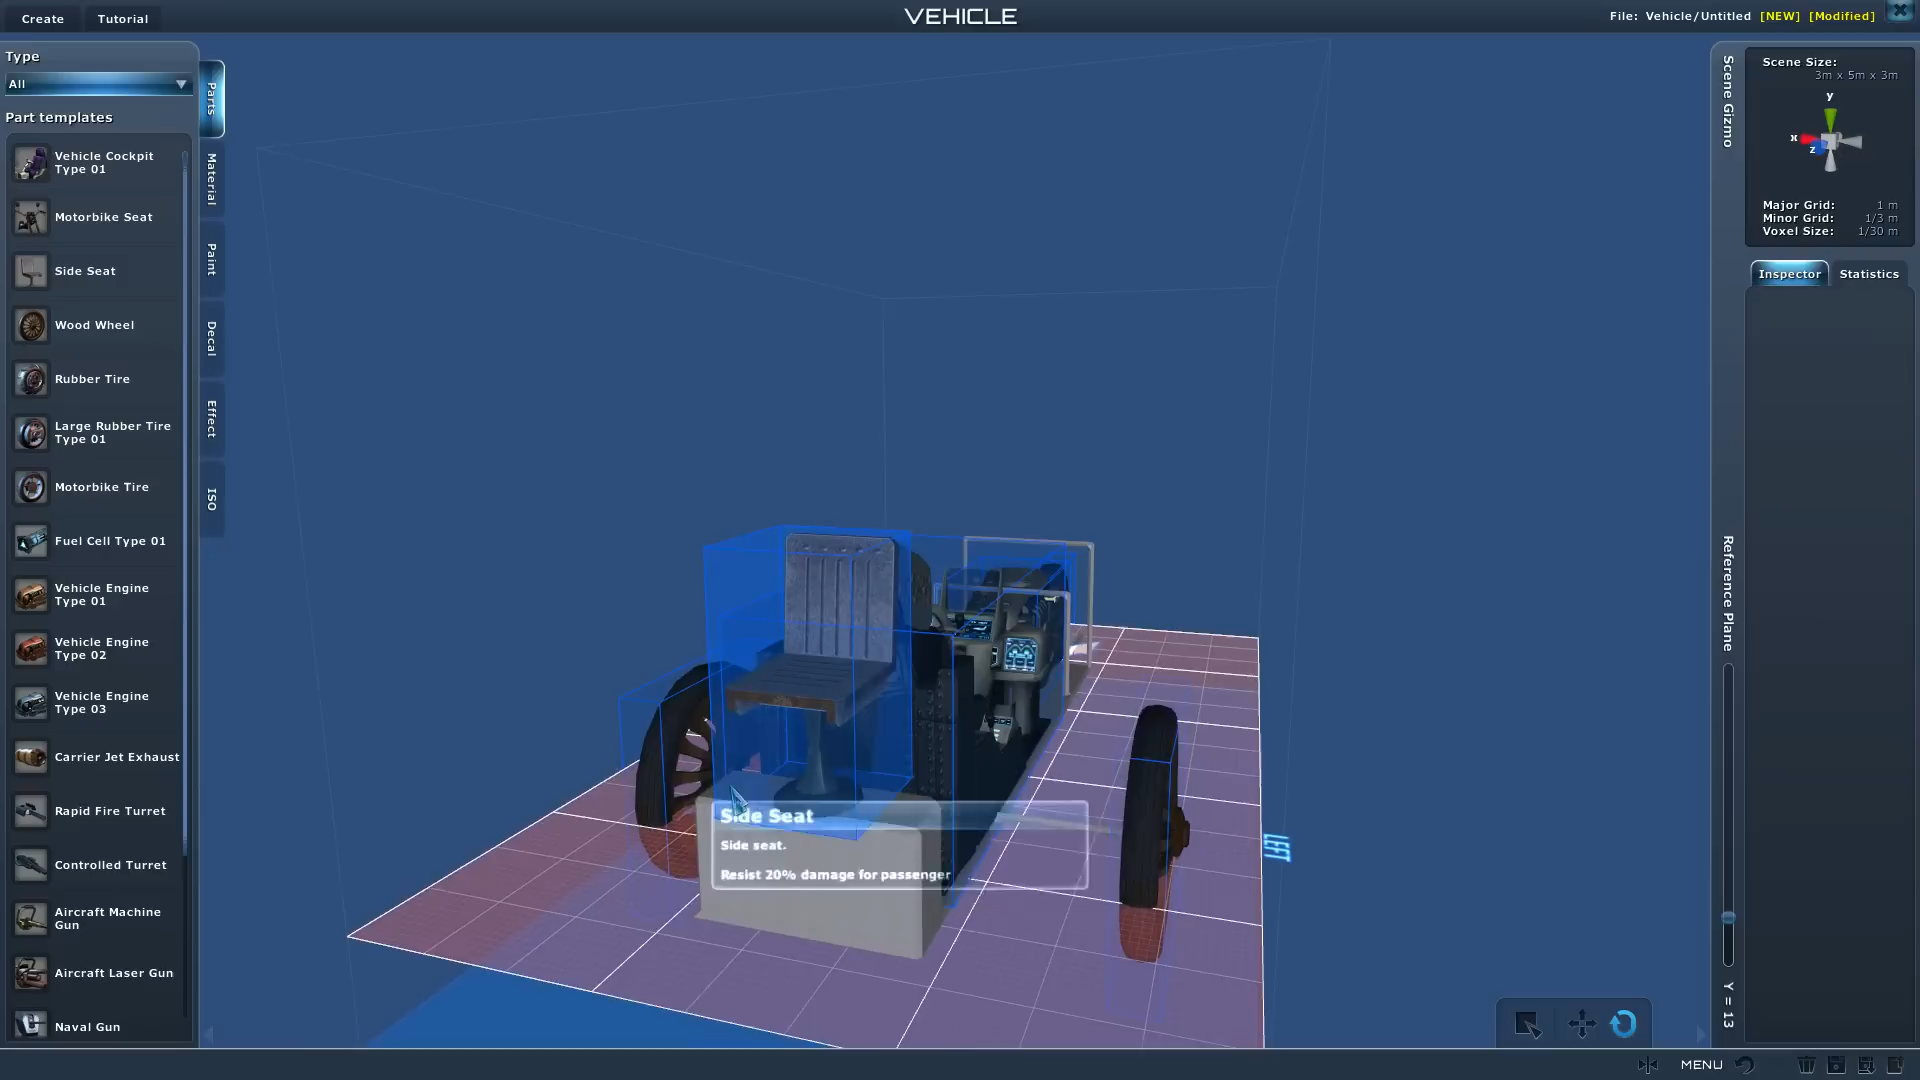 Create
Tutorial
VEHICLE
File: Vehicle/Untitled [NEW] [Modified]
Type
All
Part templates
Vehicle Cockpit
Type 01
Motorbike Seat
Side Seat
Wood Wheel
Rubber Tire
Large Rubber Tire
Type 01
Motorbike Tire
Fuel Cell Type 01
Vehicle Engine
Type 01
Vehicle Engine
Type 02
Vehicle Engine
Type 03
Carrier Jet Exhaust
Rapid Fire Turret
Controlled Turret
Aircraft Machine
Gun
Aircraft Laser Gun
Naval Gun
Parts
Material
Paint
Decal
Effect
ISO
Side Seat
Side seat.
Resist 20% damage for passenger
LEFT
Scene Gizmo
Reference Plane
Y = 13
Scene Size:
3m x 5m x 3m
y
x
z
Major Grid: 1 m
Minor Grid: 1/3 m
Voxel Size: 1/30 m
Inspector
Statistics
MENU